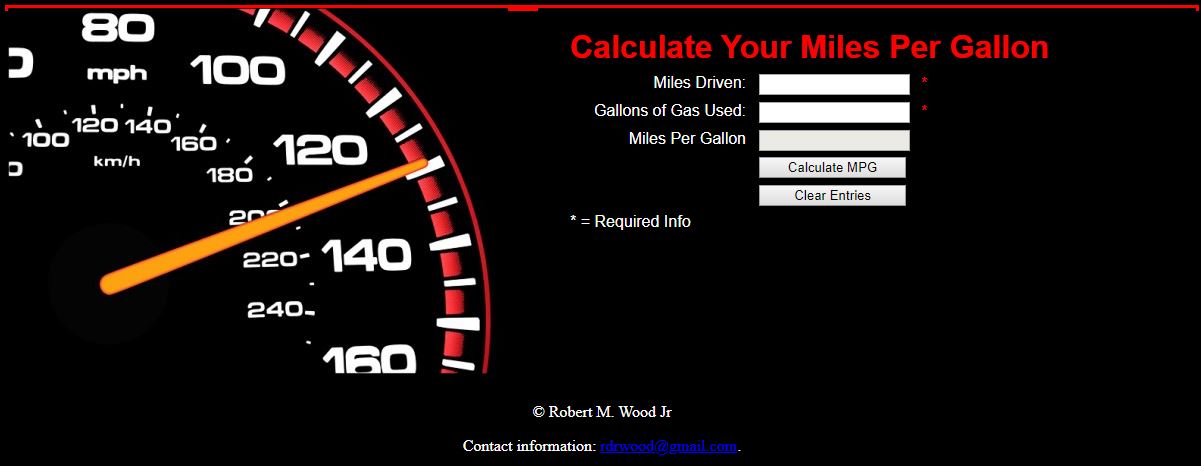 80
mph
100
120
140
160
100
120
140
160
180
200
220
240
km/h
Calculate Your Miles Per Gallon
Miles Driven: *
Gallons of Gas Used: *
Miles Per Gallon
Calculate MPG
Clear Entries
* = Required Info
© Robert M. Wood Jr
Contact information: rdrwood@gmail.com.